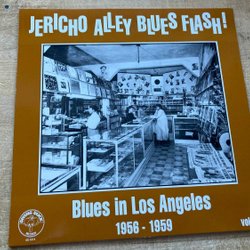 JERICHO ALLEY BLUES FLASH!
Blues in Los Angeles
1956 - 1959